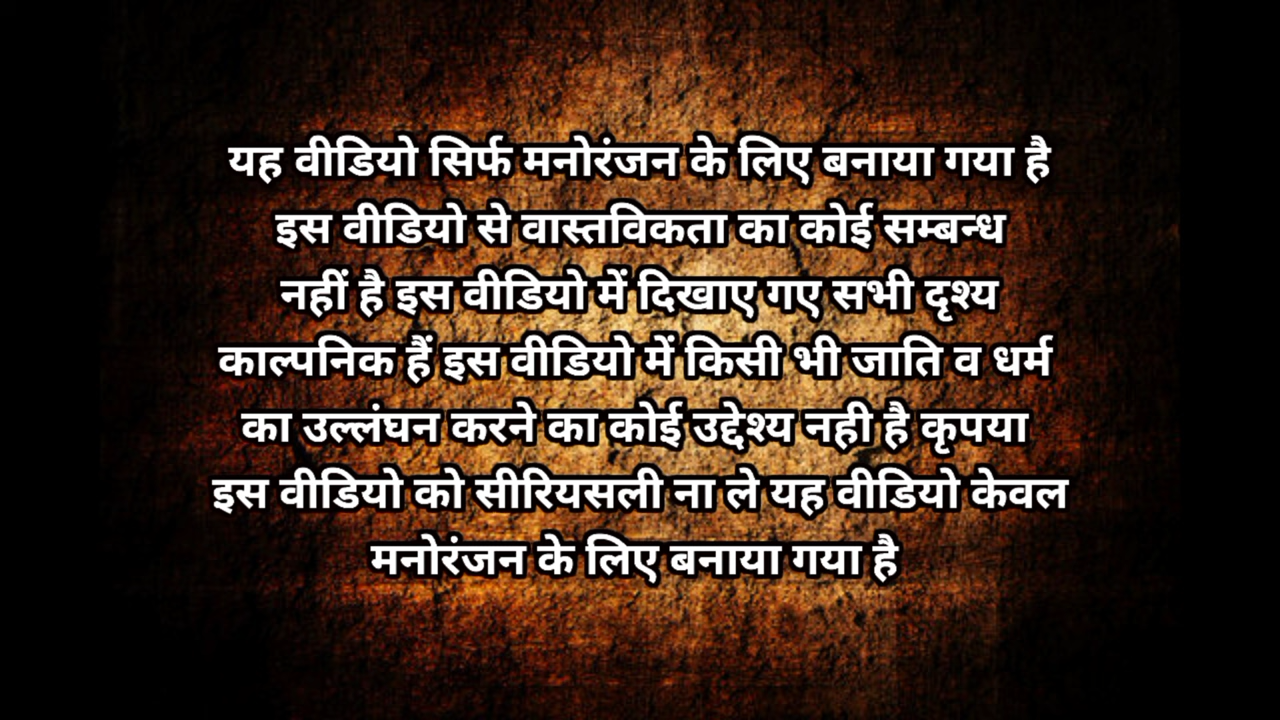 यह वीडियो सिर्फ मनोरंजन के लिए बनाया गया है
इस वीडियो से वास्तविकता का कोई सम्बन्ध
नहीं है इस वीडियो में दिखाए गए सभी दृश्य
काल्पनिक हैं इस वीडियो में किसी भी जाति व धर्म
का उल्लंघन करने का कोई उद्देश्य नही है कृपया
इस वीडियो को सीरियसली ना ले यह वीडियो केवल
मनोरंजन के लिए बनाया गया है